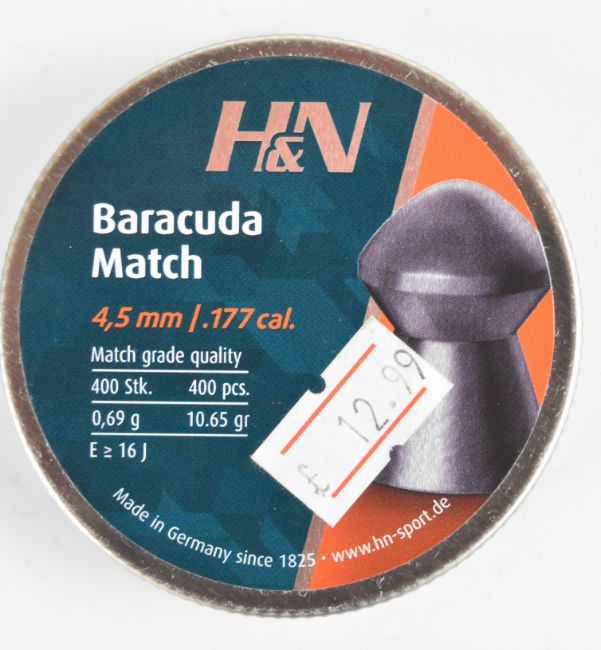 H&N
Baracuda
Match
4,5 mm / .177 cal.
Match grade quality
400 Stk. 400 pcs.
0,69 g 10.65 gr
E ≥ 16 J
£ 12.99
Made in Germany since 1825 • www.hn-sport.de